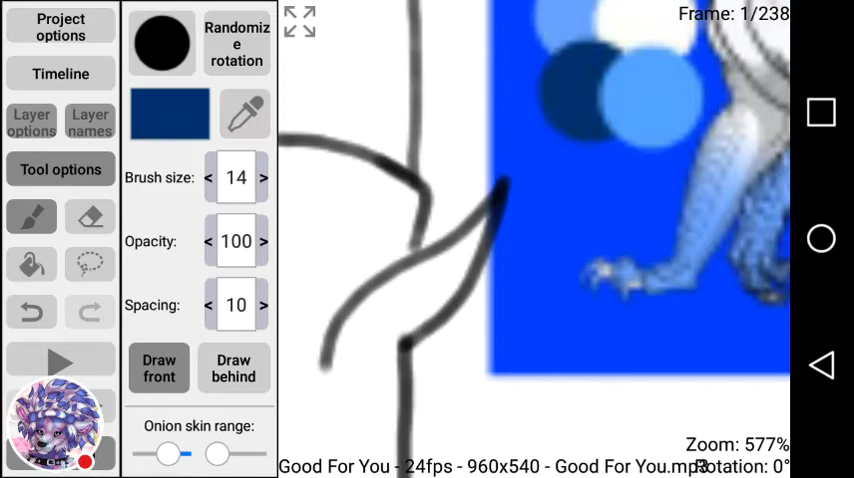 Project
options
Timeline
Layer
options
Layer
names
Tool options
Randomiz
e
rotation
Brush size:
< 14 >
Opacity:
< 100 >
Spacing:
< 10 >
Draw
front
Draw
behind
Onion skin range:
Frame: 1/238
Zoom: 577%
Good For You - 24fps - 960x540 - Good For You.mp3
Rotation: 0°